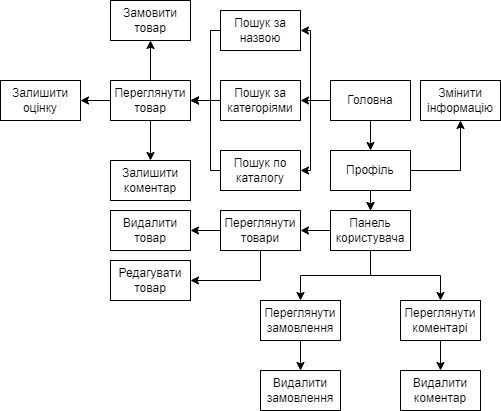 Замовити
товар
Пошук за
назвою
Залишити
оцінку
Переглянути
товар
Пошук за
категоріями
Головна
Змінити
інформацію
Залишити
коментар
Пошук по
каталогу
Профіль
Видалити
товар
Переглянути
товари
Панель
користувача
Редагувати
товар
Переглянути
замовлення
Переглянути
коментарі
Видалити
замовлення
Видалити
коментар